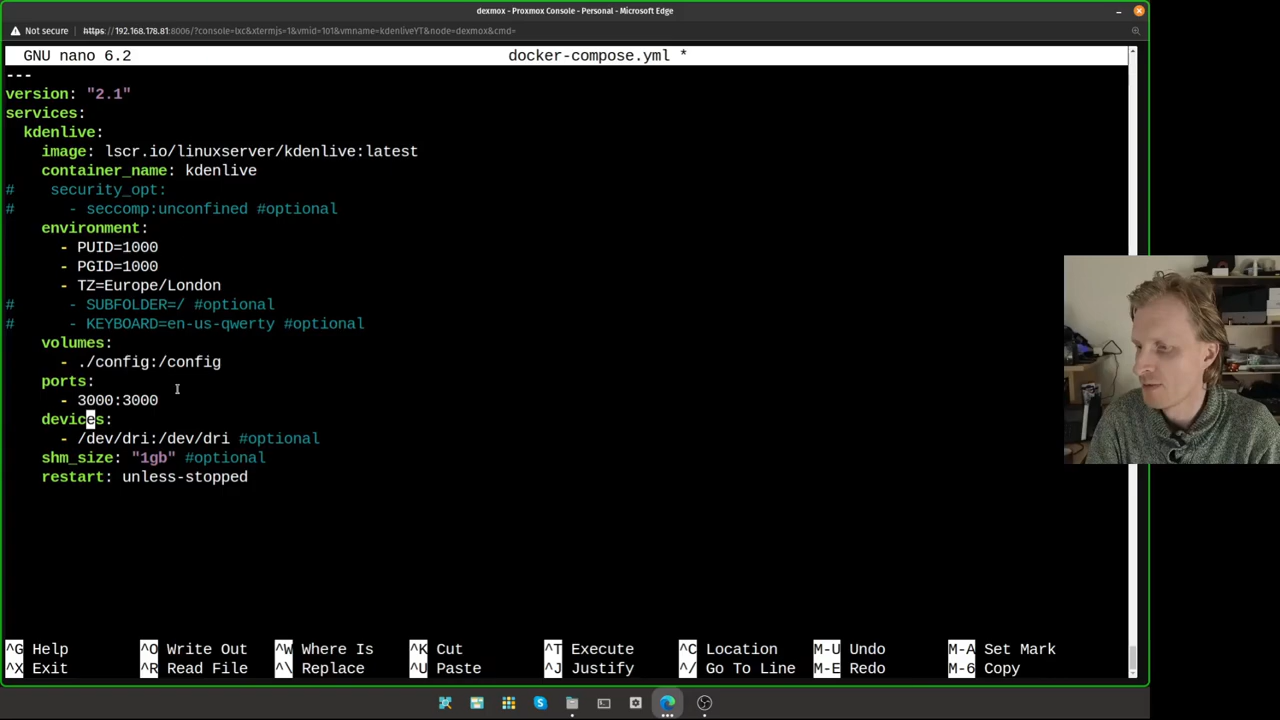 dexmox - Proxmox Console - Personal - Microsoft Edge
Not secure https://192.168.178.81:8006/?console=lxc&xtermjs=1&vmid=101&vmname=kdenliveYT&node=dexmox&cmd=
GNU nano 6.2 docker-compose.yml *
---
version: "2.1"
services:
  kdenlive:
    image: lscr.io/linuxserver/kdenlive:latest
    container_name: kdenlive
#    security_opt:
#      - seccomp:unconfined #optional
    environment:
      - PUID=1000
      - PGID=1000
      - TZ=Europe/London
#      - SUBFOLDER=/ #optional
#      - KEYBOARD=en-us-qwerty #optional
    volumes:
      - ./config:/config
    ports:
      - 3000:3000
    devices:
      - /dev/dri:/dev/dri #optional
    shm_size: "1gb" #optional
    restart: unless-stopped
^G Help ^O Write Out ^W Where Is ^K Cut ^T Execute ^C Location M-U Undo M-A Set Mark
^X Exit ^R Read File ^\ Replace ^U Paste ^J Justify ^/ Go To Line M-E Redo M-6 Copy